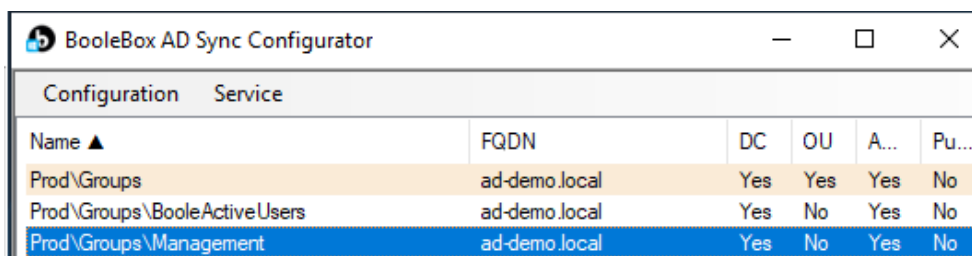 BooleBox AD Sync Configurator
Configuration Service
Name ▲ FQDN DC OU A... Pu...
Prod\Groups ad-demo.local Yes Yes Yes No
Prod\Groups\BooleActiveUsers ad-demo.local Yes No Yes No
Prod\Groups\Management ad-demo.local Yes No Yes No